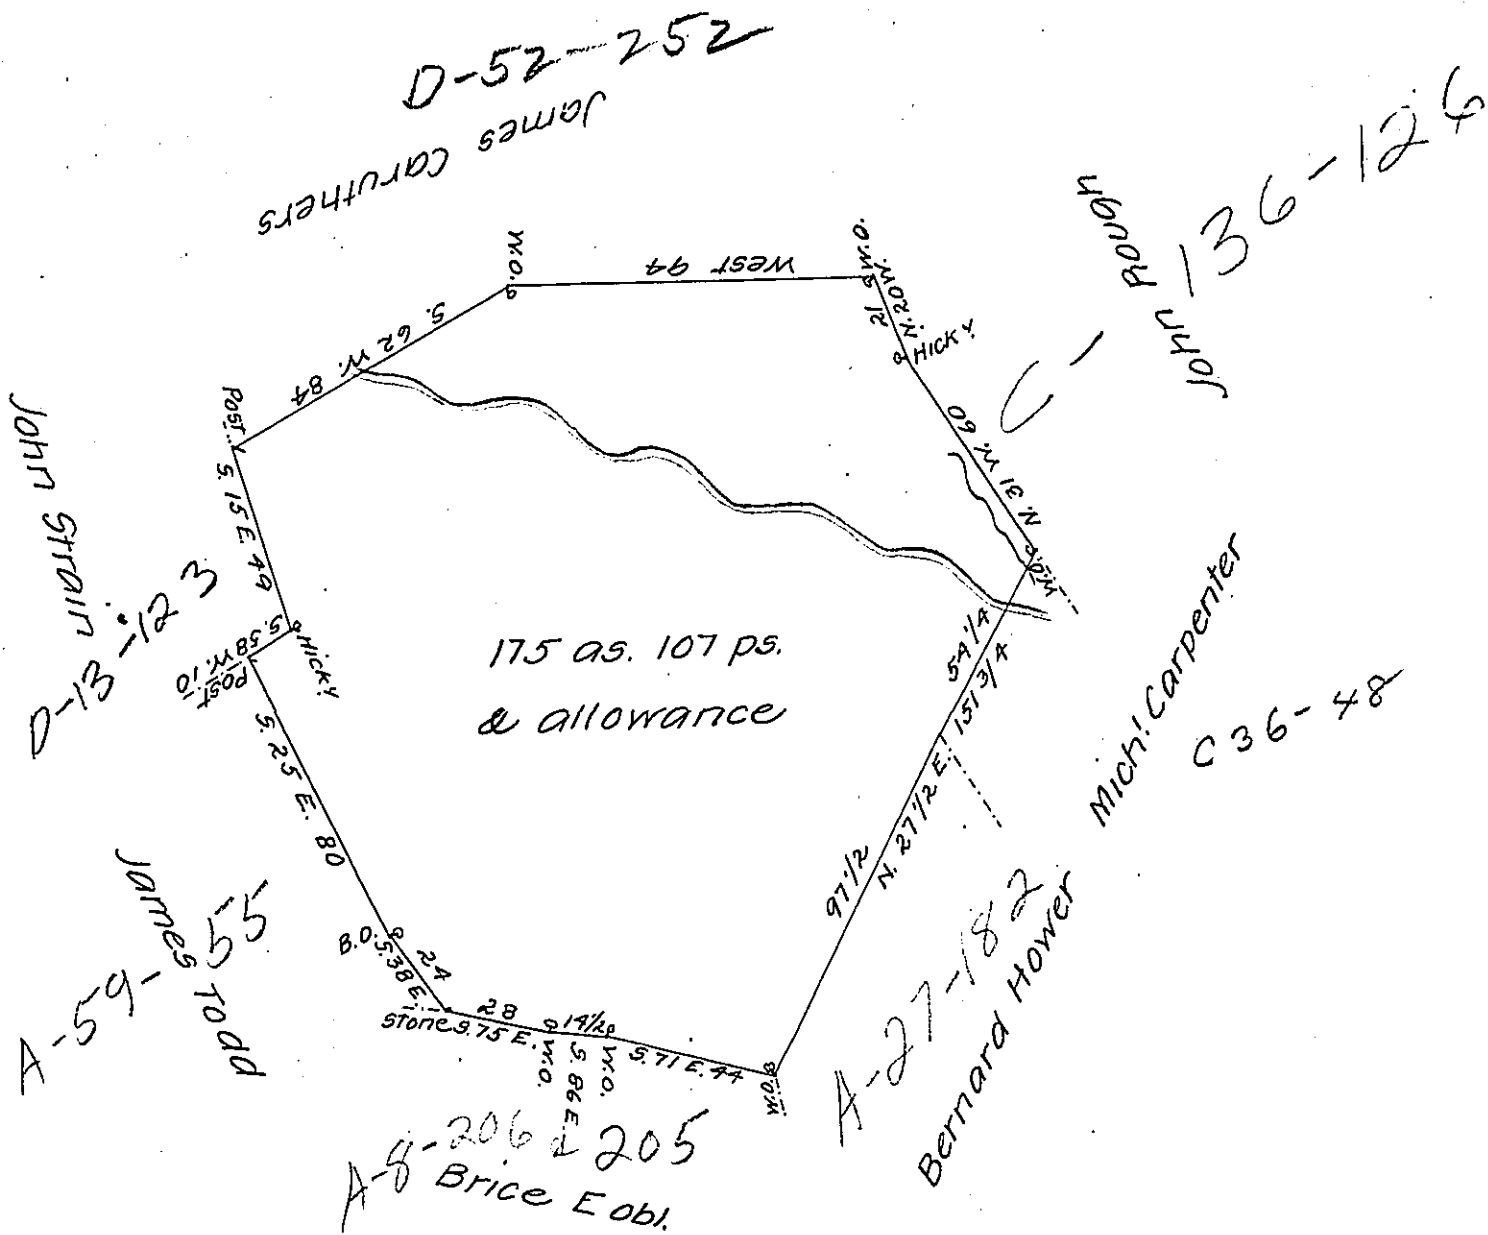 D-52-252
James Caruthers
W.O.
West 94
W.O.
N. 20 W.
21
Hicky
N. 31 W. 60
W.O.
C-136-126
John Rough
S. 62 W. 84
Post
S. 15 E. 49
Hicky
S. 58 W. 10
Post
John Strain
D-13-123
S. 25 E. 80
175 as. 107 ps.
& allowance
54 1/4
151 3/4
N. 27 1/2 E.
97 1/2
Mich! Carpenter
C 36-48
James Todd
A-59-55
B.O.
S. 38 E.
24
Stone
28
S. 75 E.
W.O.
14 1/2
S. 86 E.
W.O.
S. 71 E. 44
W.O.
A-27-182
Bernard Hower
A-8-206 & 205
Brice E obl.